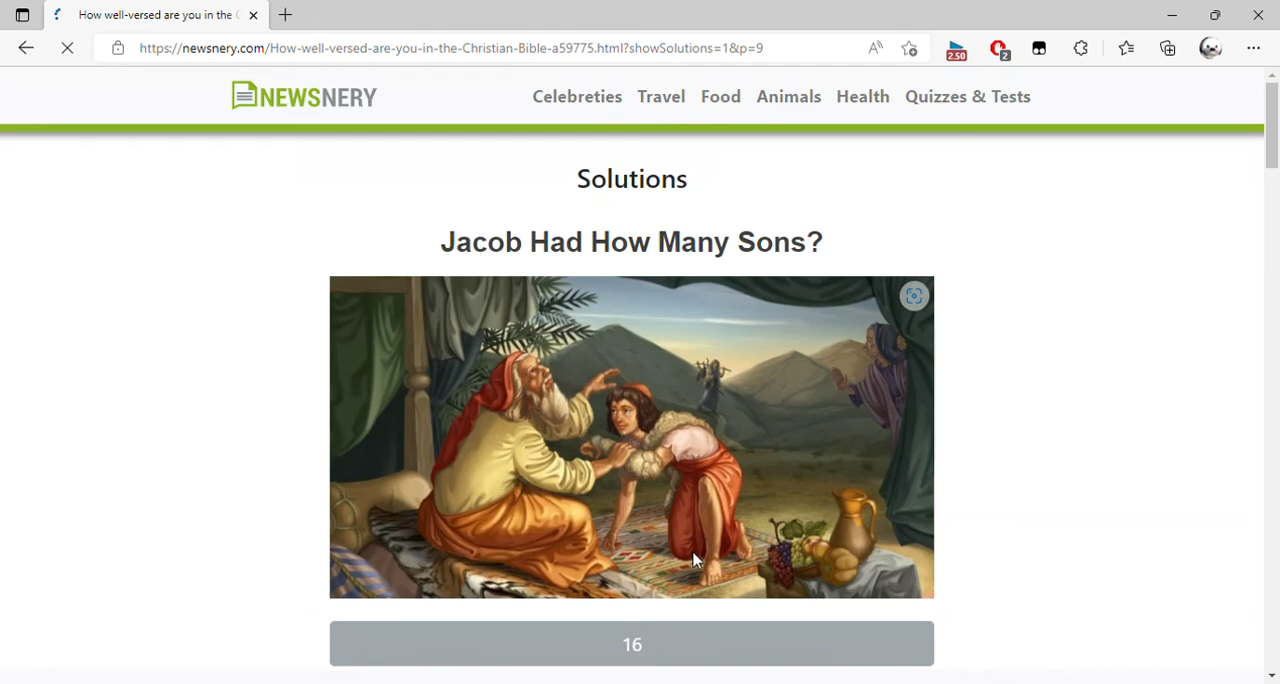 How well-versed are you in the
https://newsnery.com/How-well-versed-are-you-in-the-Christian-Bible-a59775.html?showSolutions=1&p=9
2.50
2
NEWSNERY
Celebreties Travel Food Animals Health Quizzes & Tests
Solutions
Jacob Had How Many Sons?
16